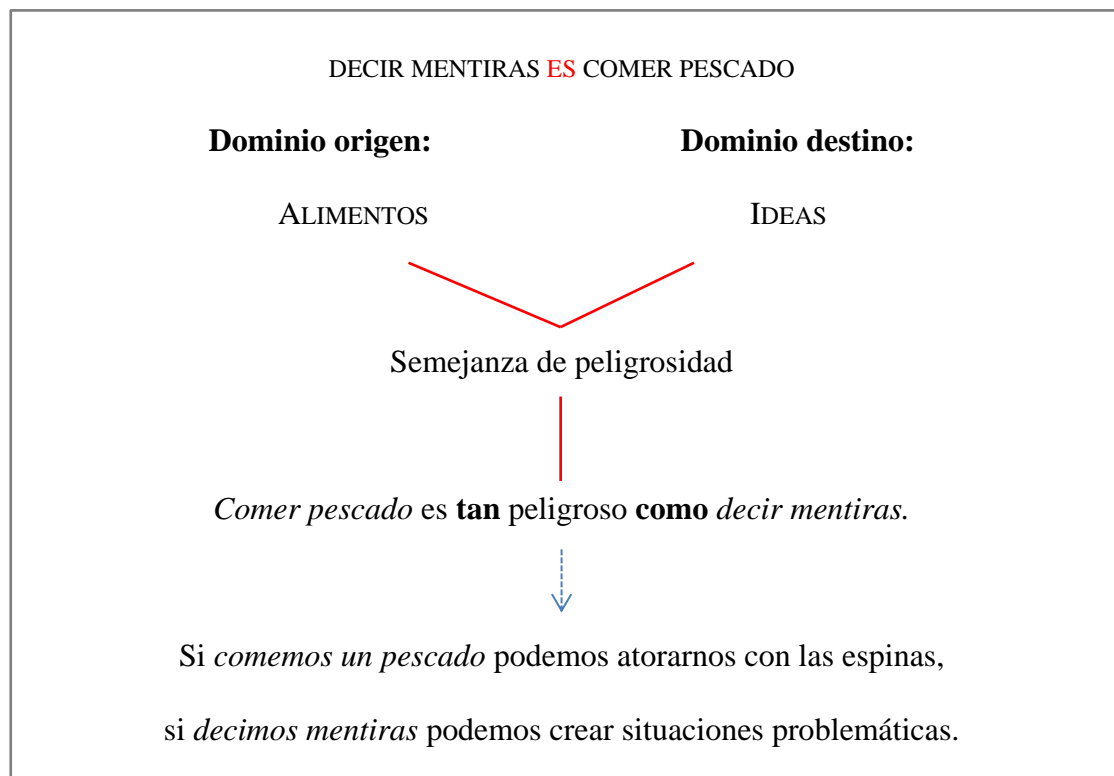 DECIR MENTIRAS ES COMER PESCADO
Dominio origen: Dominio destino:
ALIMENTOS IDEAS
Semejanza de peligrosidad
Comer pescado es tan peligroso como decir mentiras.
Si comemos un pescado podemos atorarnos con las espinas,
si decimos mentiras podemos crear situaciones problemáticas.